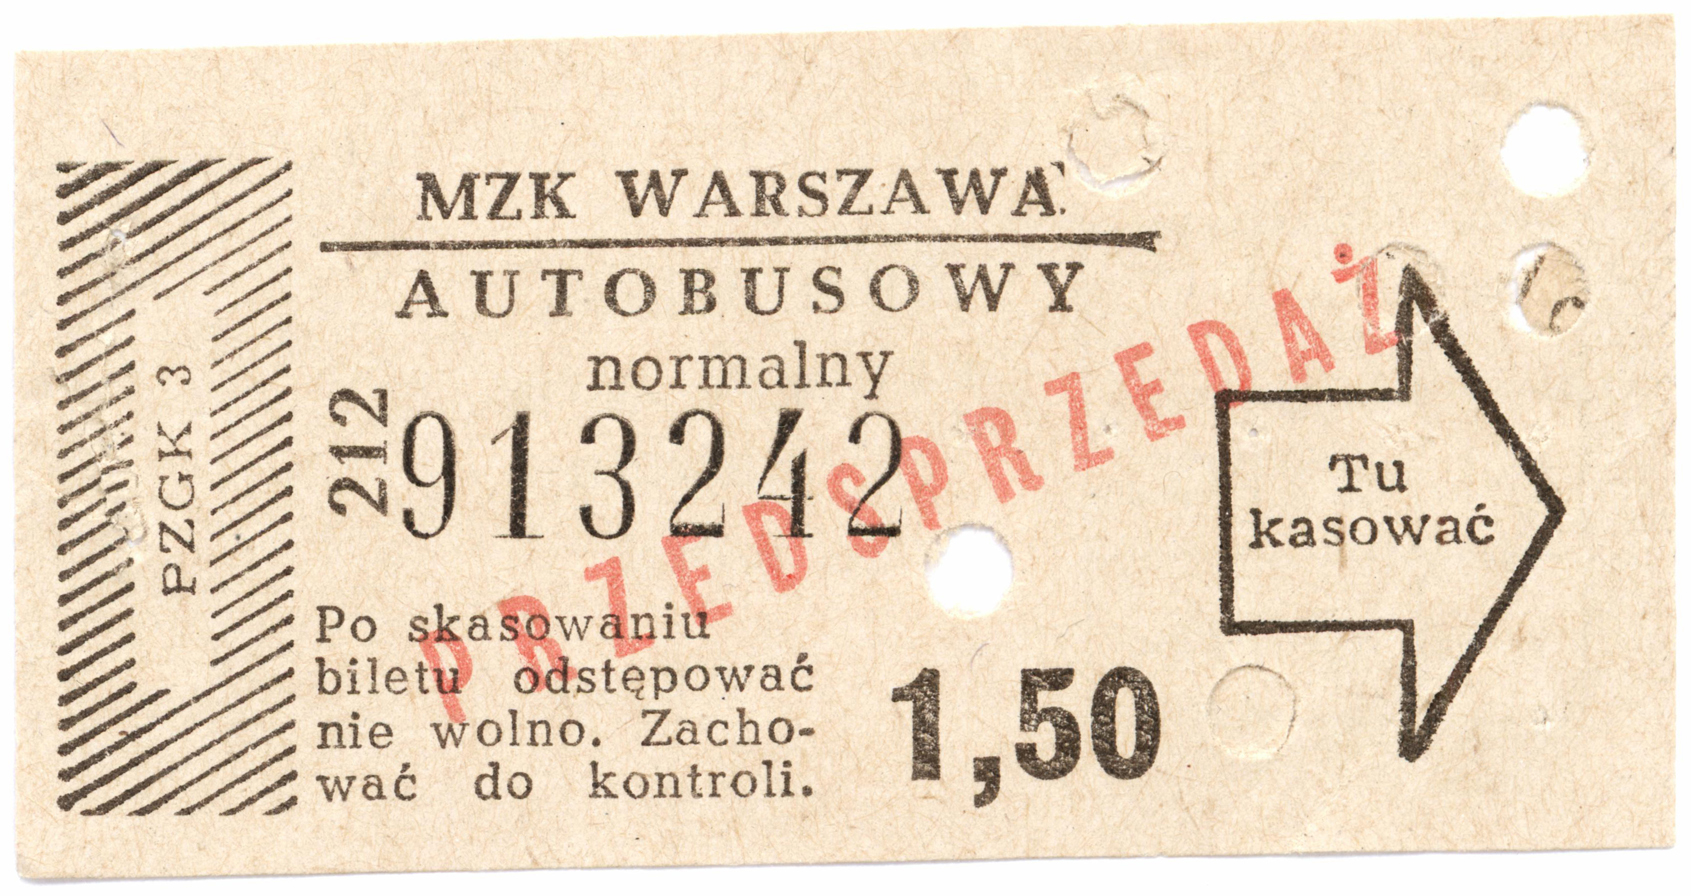 MZK WARSZAWA
AUTOBUSOWY
normalny
212
913242
PRZEDSPRZEDAŻ
PZGK 3
Tu
kasować
Po skasowaniu
biletu odstępować
nie wolno. Zacho-
wać do kontroli.
1,50